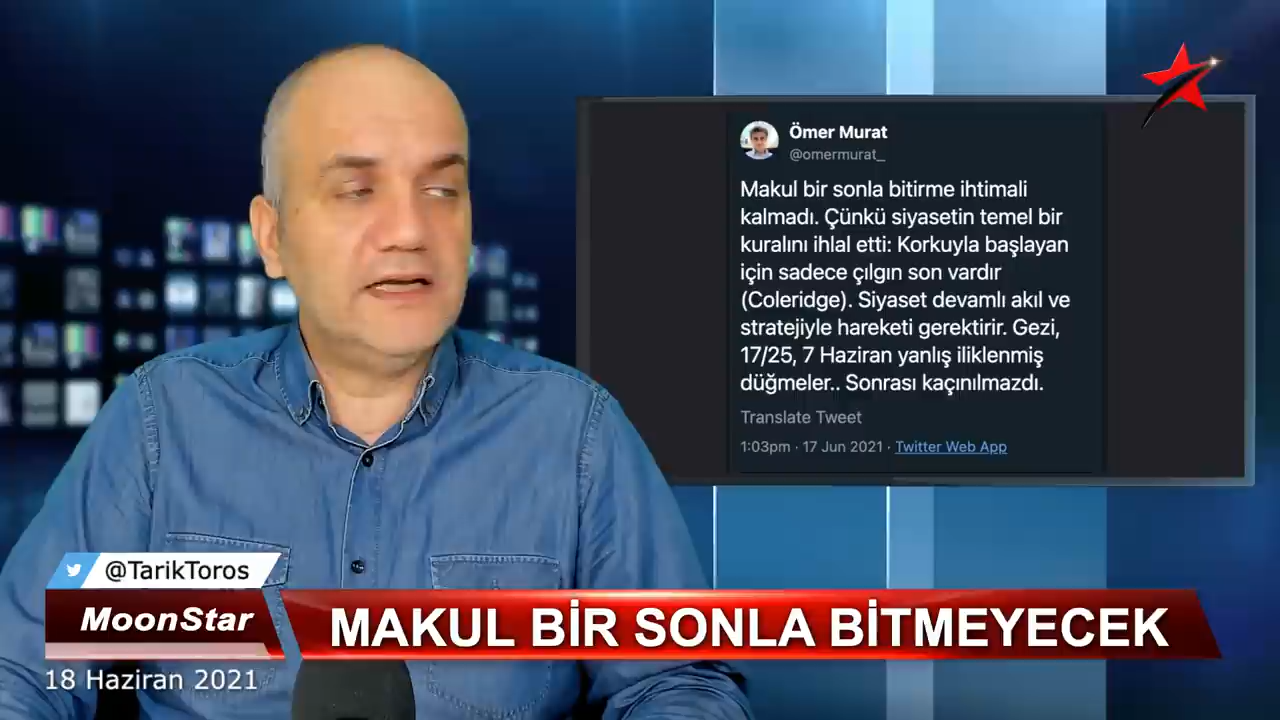 Ömer Murat
@omermurat_
Makul bir sonla bitirme ihtimali
kalmadı. Çünkü siyasetin temel bir
kuralını ihlal etti: Korkuyla başlayan
için sadece çılgın son vardır
(Coleridge). Siyaset devamlı akıl ve
stratejiyle hareketi gerektirir. Gezi,
17/25, 7 Haziran yanlış iliklenmiş
düğmeler.. Sonrası kaçınılmazdı.
Translate Tweet
1:03pm · 17 Jun 2021 · Twitter Web App
@TarikToros
MoonStar
MAKUL BİR SONLA BİTMEYECEK
18 Haziran 2021